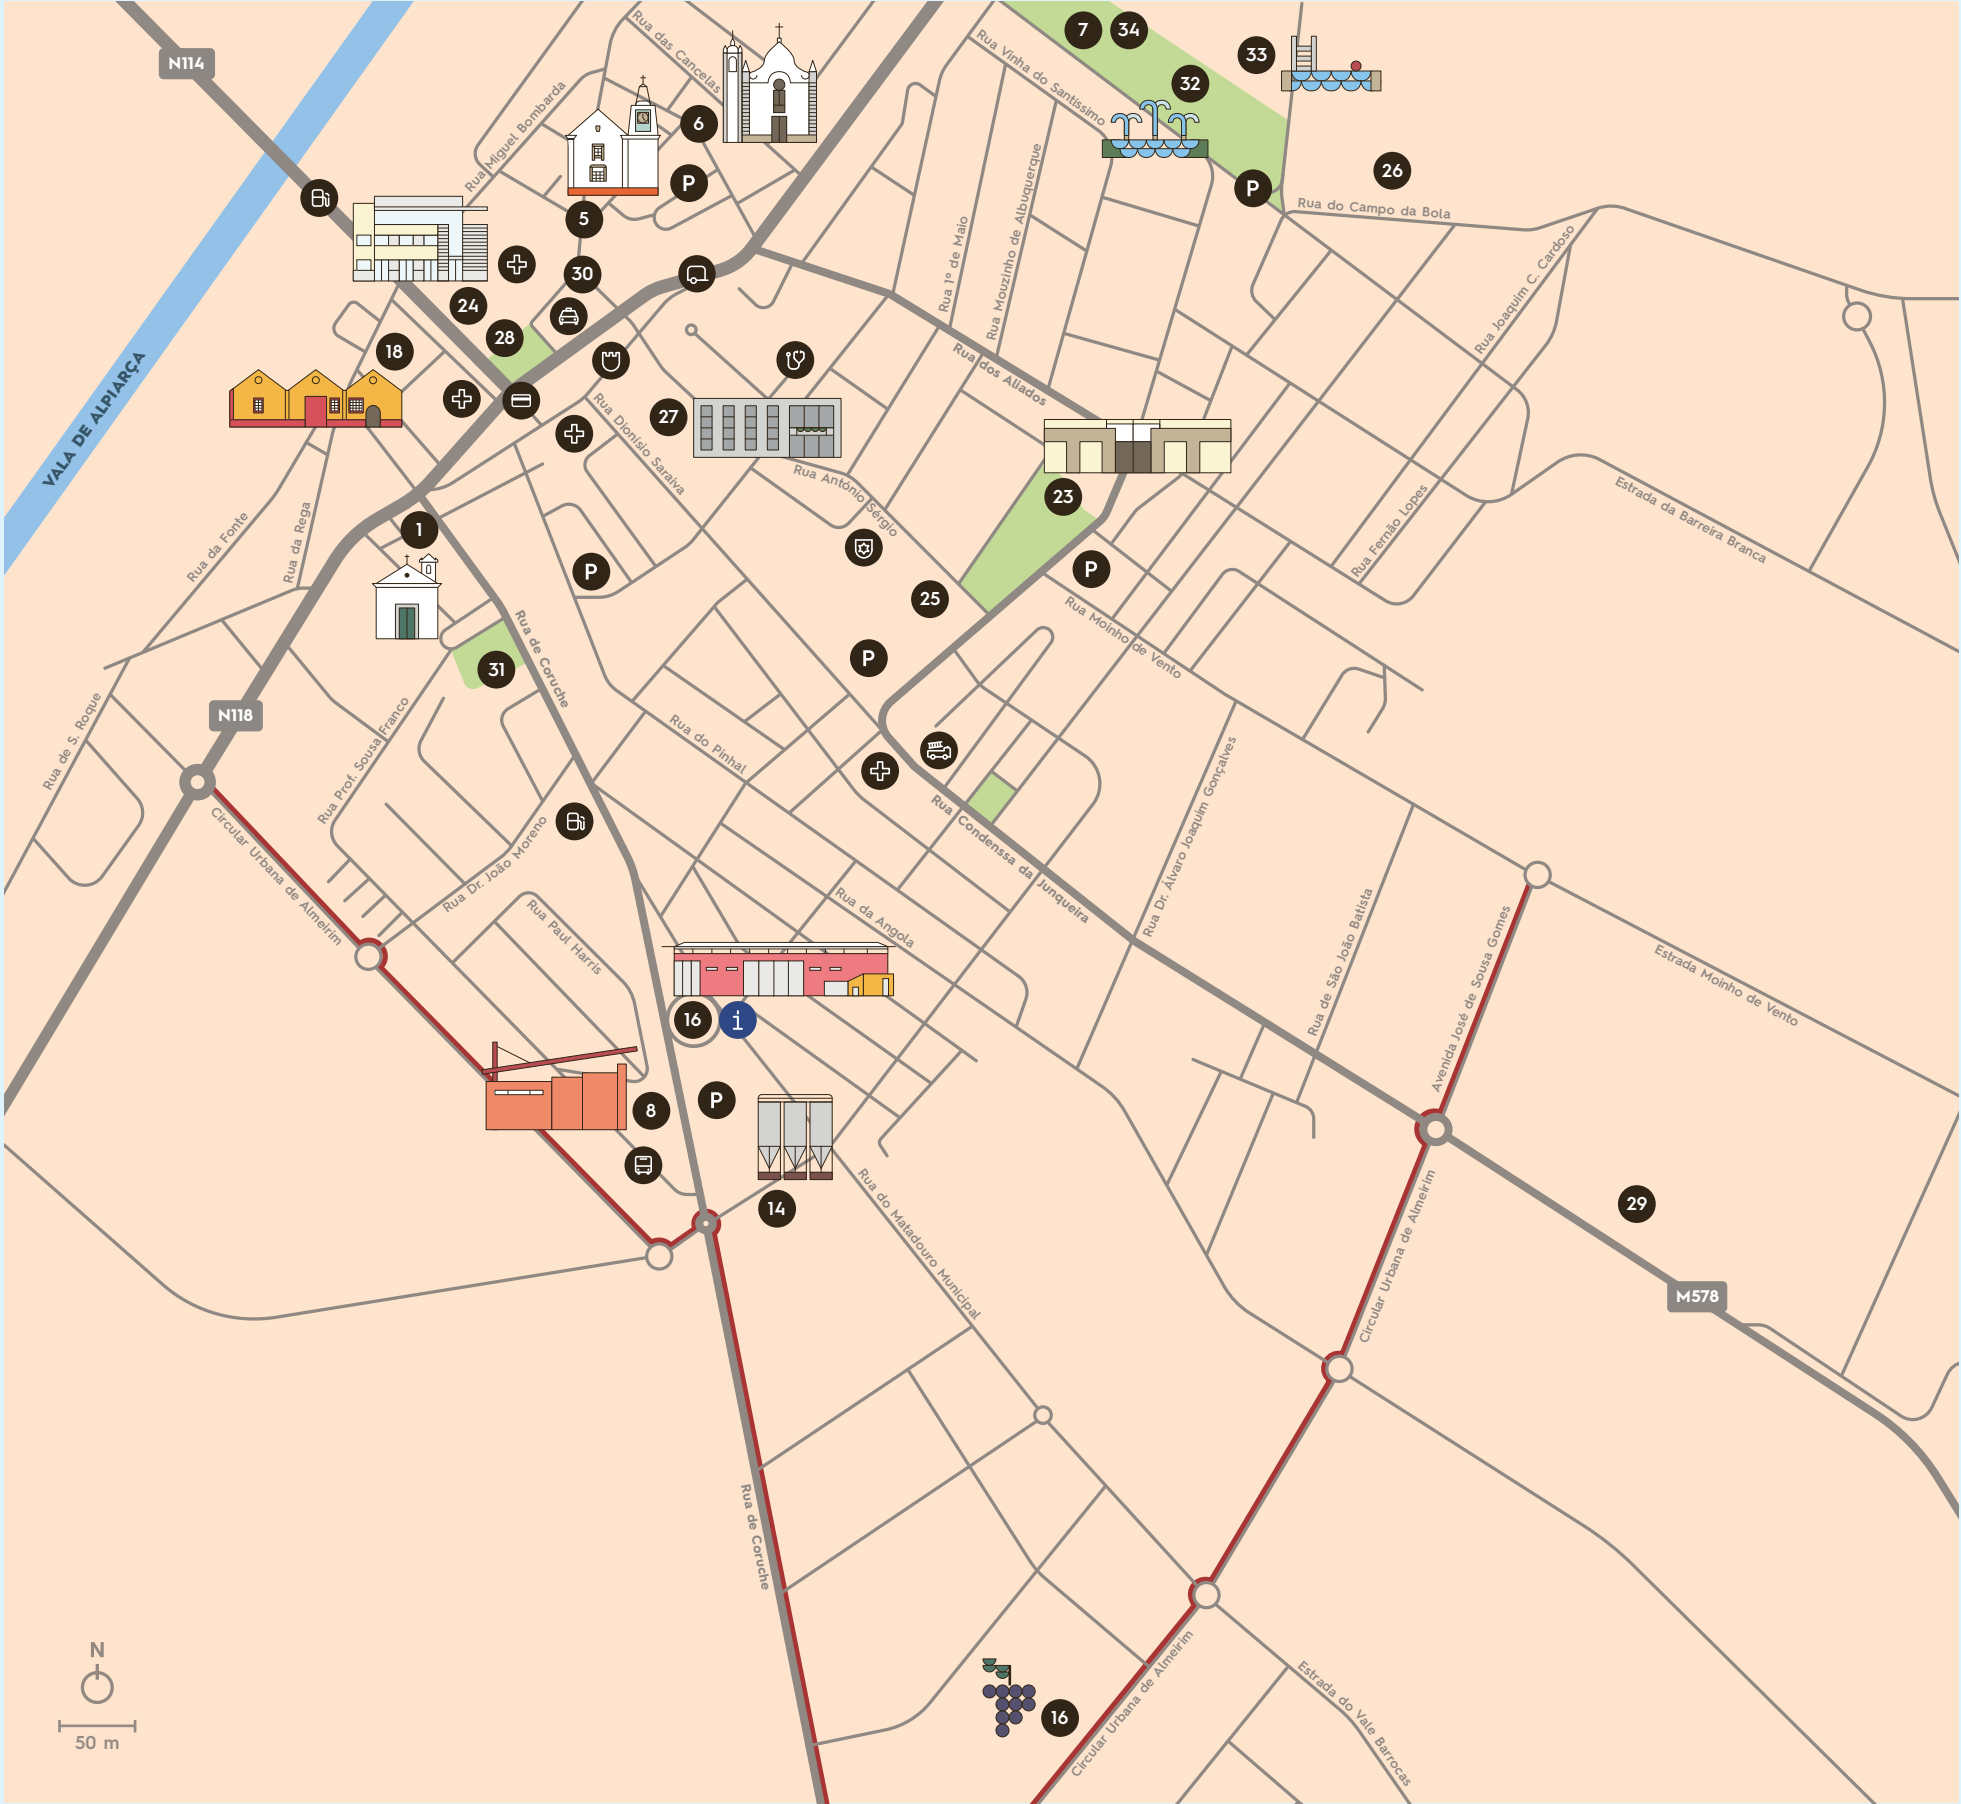 N114
Rua das Cancelas
7
34
33
Rua Vinha do Santíssimo
32
Rua Miguel Bombarda
6
P
26
P
Rua do Campo da Bola
5
Rua Mouzinho de Albuquerque
Rua 1º de Maio
Rua Joaquim C. Cardoso
30
24
28
18
VALA DE ALPIARÇA
Rua dos Aliados
27
Rua Dionísio Saraiva
Rua António Sérgio
23
Rua Fernão Lopes
Estrada da Barreira Branca
Rua da Fonte
Rua da Rega
1
P
P
25
Rua Moinho de Vento
Rua de Coruche
31
P
Rua de S. Roque
N118
Rua Prof. Sousa Franco
Rua do Pinhal
Rua Condenssa da Junqueira
Rua Dr. Álvaro Joaquim Gonçalves
Circular Urbana de Almeirim
Rua Dr. João Moreno
Rua Paul Harris
Rua da Angola
Rua de São João Batista
Avenida José de Sousa Gomes
Estrada Moinho de Vento
16
i
8
P
14
Rua do Matadouro Municipal
Circular Urbana de Almeirim
29
M578
Rua de Coruche
N
50 m
16
Circular Urbana de Almeirim
Estrada do Vale Barrocas